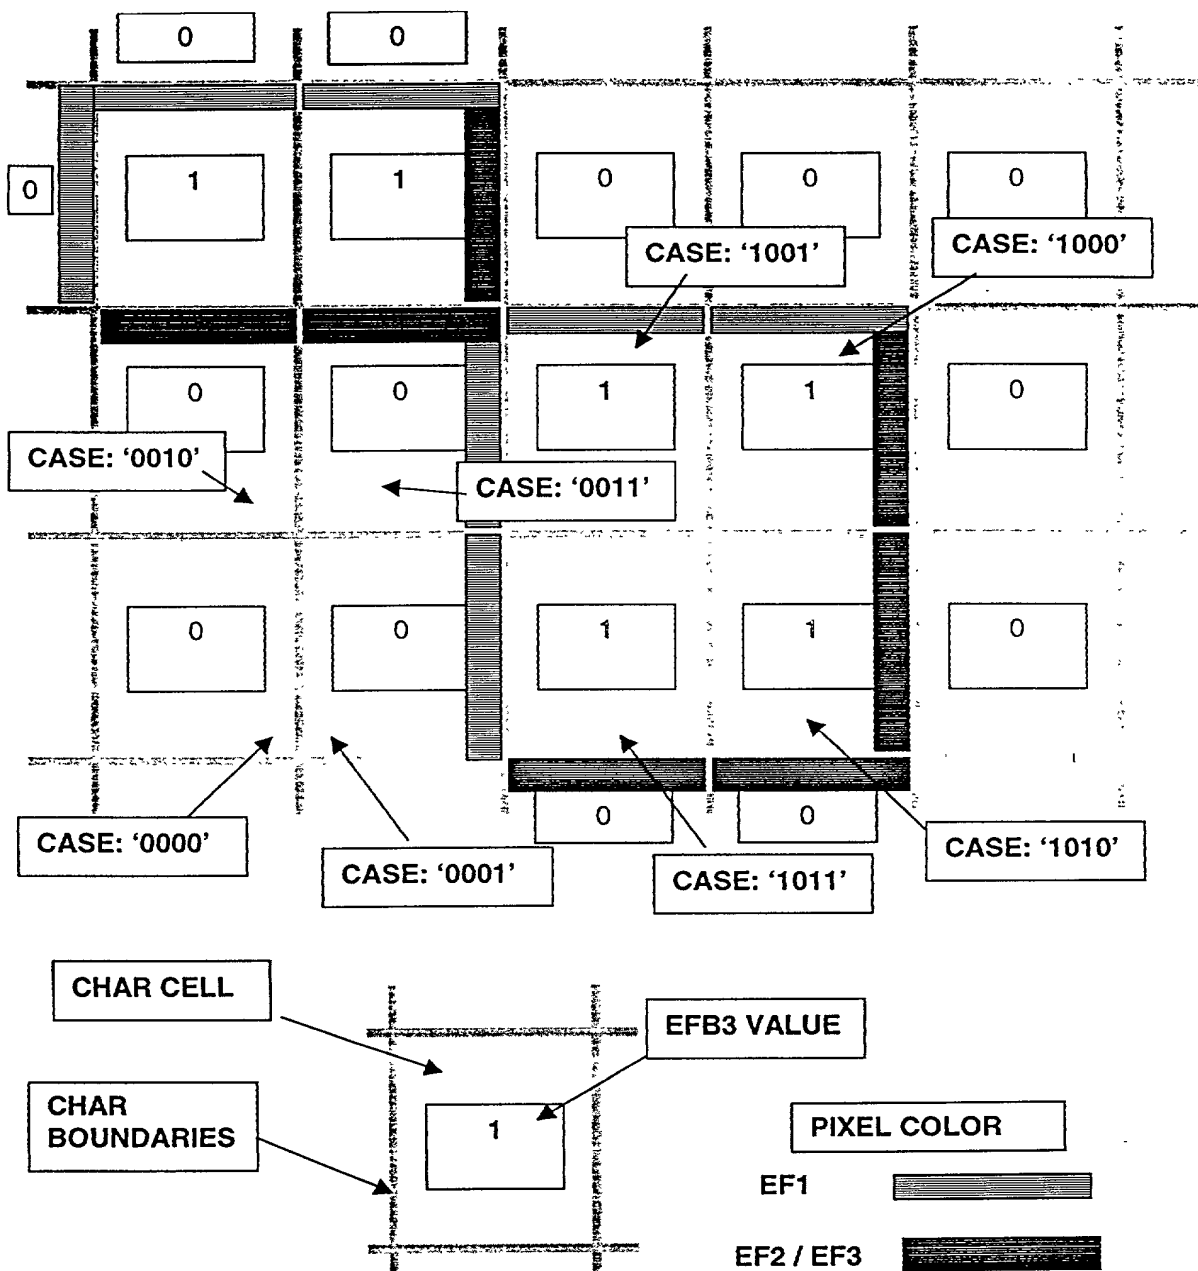 0 0
0 1 1 0 0 0
CASE: ‘1001’ CASE: ‘1000’
0 0 1 1 0
CASE: ‘0010’ CASE: ‘0011’
0 0 1 1 0
0 0
CASE: ‘0000’ CASE: ‘0001’ CASE: ‘1011’ CASE: ‘1010’
CHAR CELL
EFB3 VALUE
CHAR
BOUNDARIES
1
PIXEL COLOR
EF1
EF2 / EF3